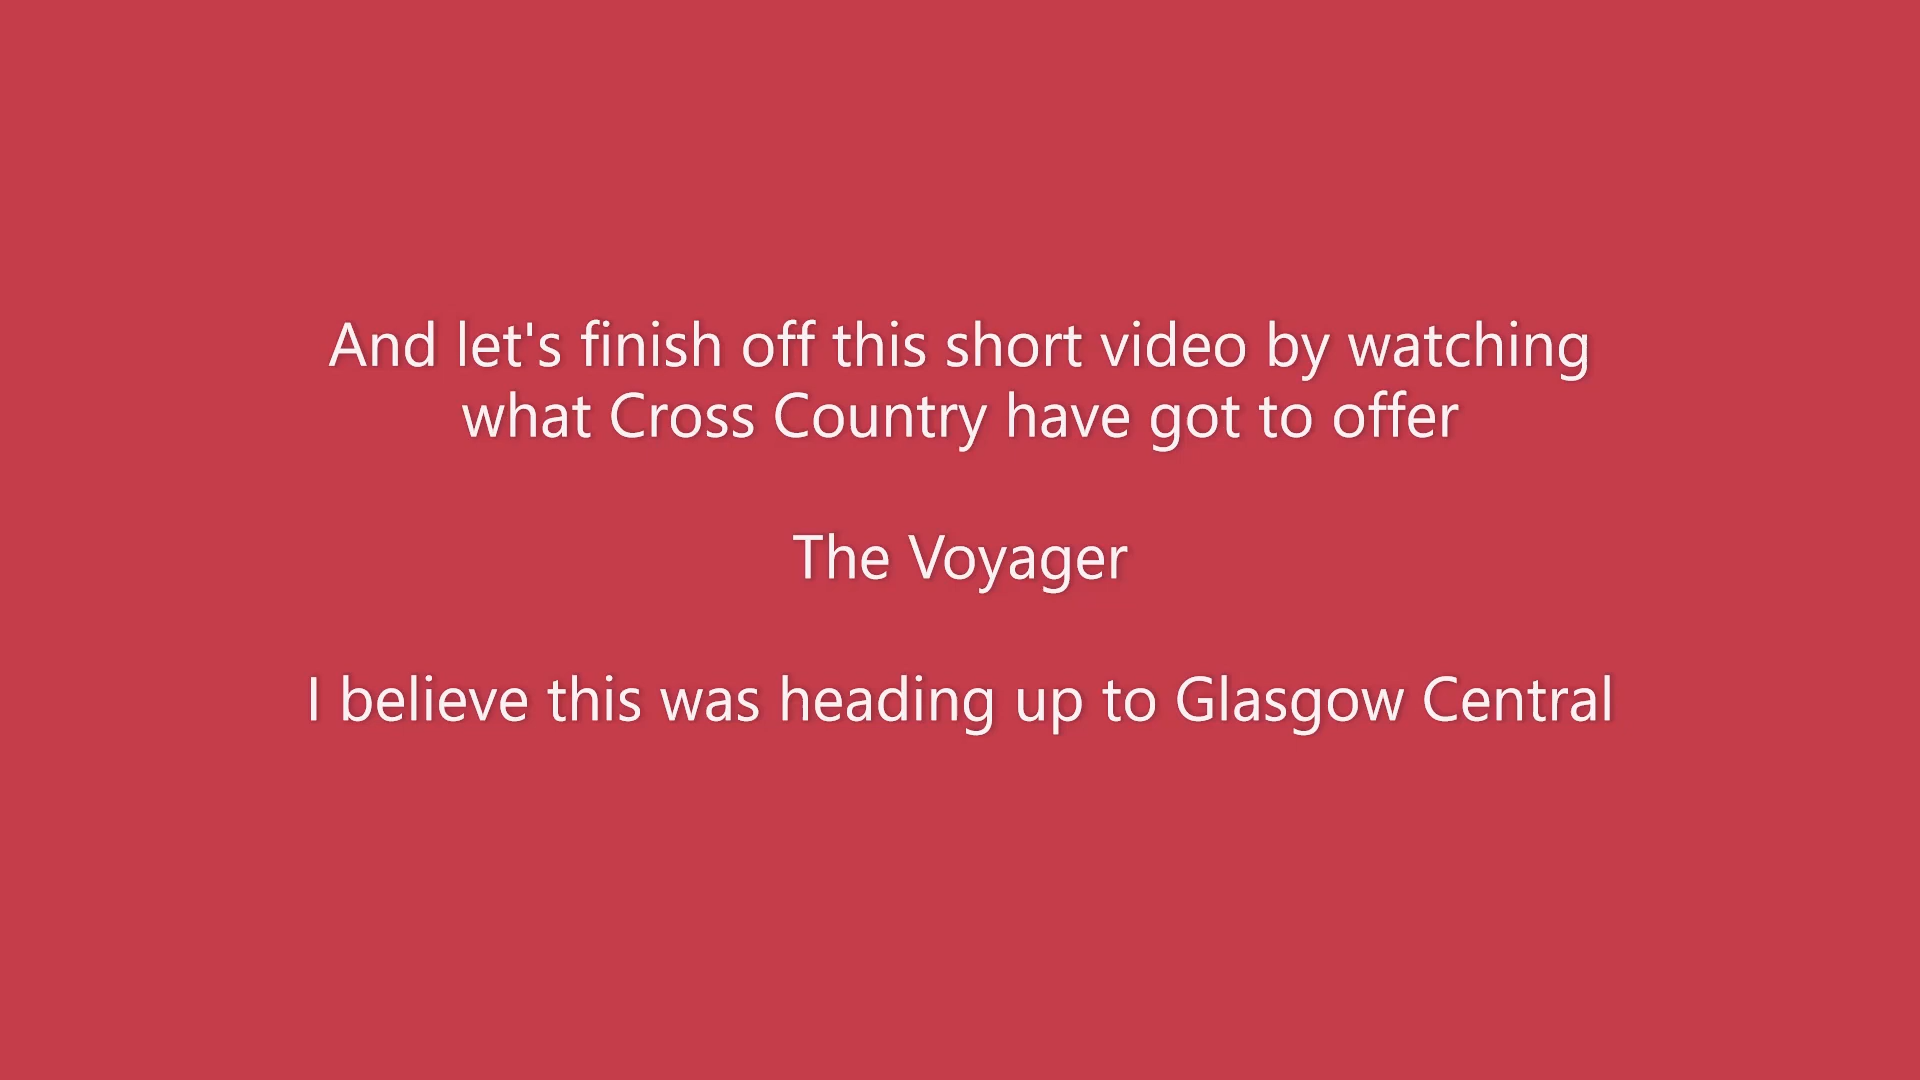 And let's finish off this short video by watching
what Cross Country have got to offer
The Voyager
I believe this was heading up to Glasgow Central